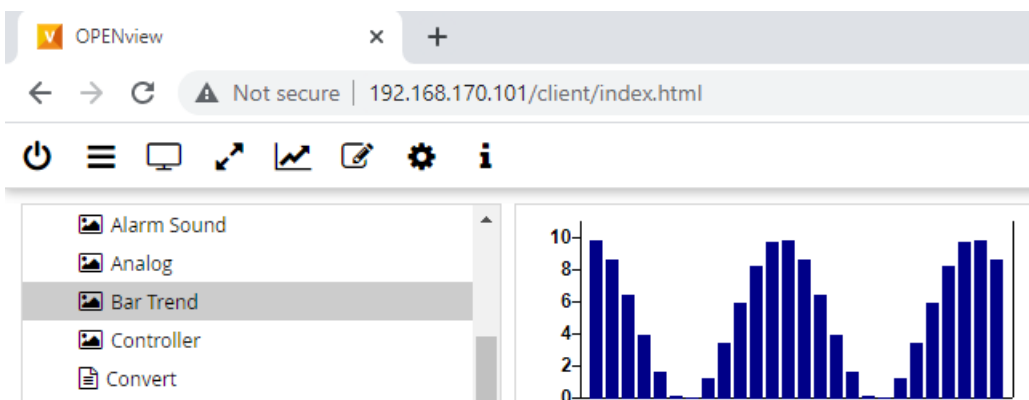 OPENview
Not secure | 192.168.170.101/client/index.html
Alarm Sound
Analog
Bar Trend
Controller
Convert
10
8
6
4
2
0